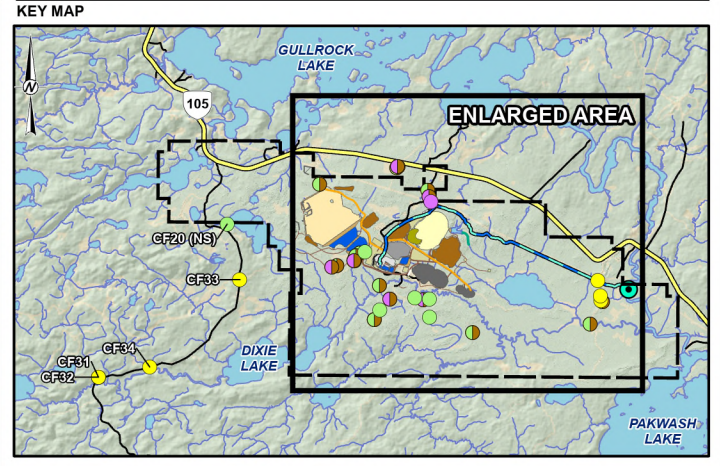 KEY MAP
GULLROCK
LAKE
N
105
ENLARGED AREA
CF20 (NS)
CF33
CF34
CF31
CF32
DIXIE
LAKE
PAKWASH
LAKE